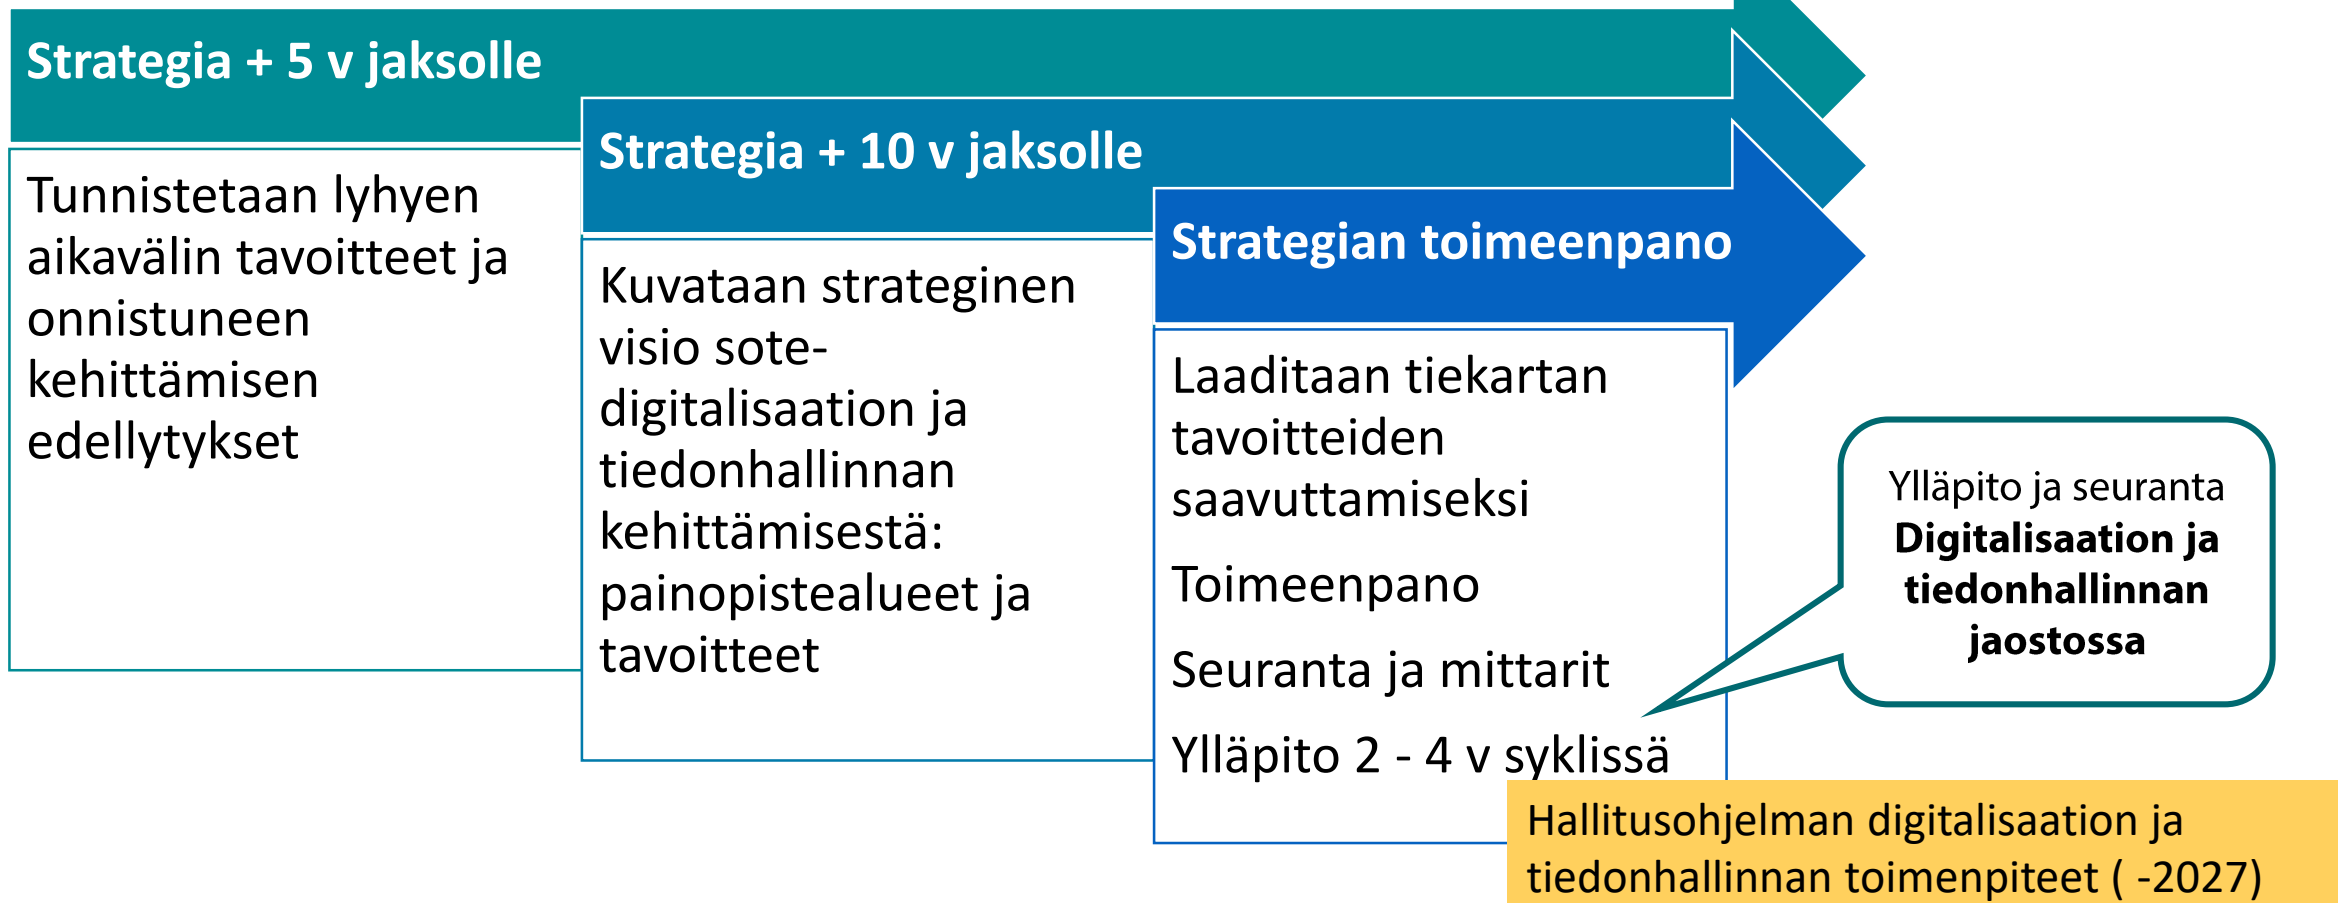 Strategia + 5 v jaksolle
Tunnistetaan lyhyen
aikavälin tavoitteet ja
onnistuneen
kehittämisen
edellytykset
Strategia + 10 v jaksolle
Kuvataan strateginen
visio sote-
digitalisaation ja
tiedonhallinnan
kehittämisestä:
painopistealueet ja
tavoitteet
Strategian toimeenpano
Laaditaan tiekartan
tavoitteiden
saavuttamiseksi
Toimeenpano
Seuranta ja mittarit
Ylläpito 2 - 4 v syklissä
Ylläpito ja seuranta
Digitalisaation ja
tiedonhallinnan
jaostossa
Hallitusohjelman digitalisaation ja
tiedonhallinnan toimenpiteet ( -2027)